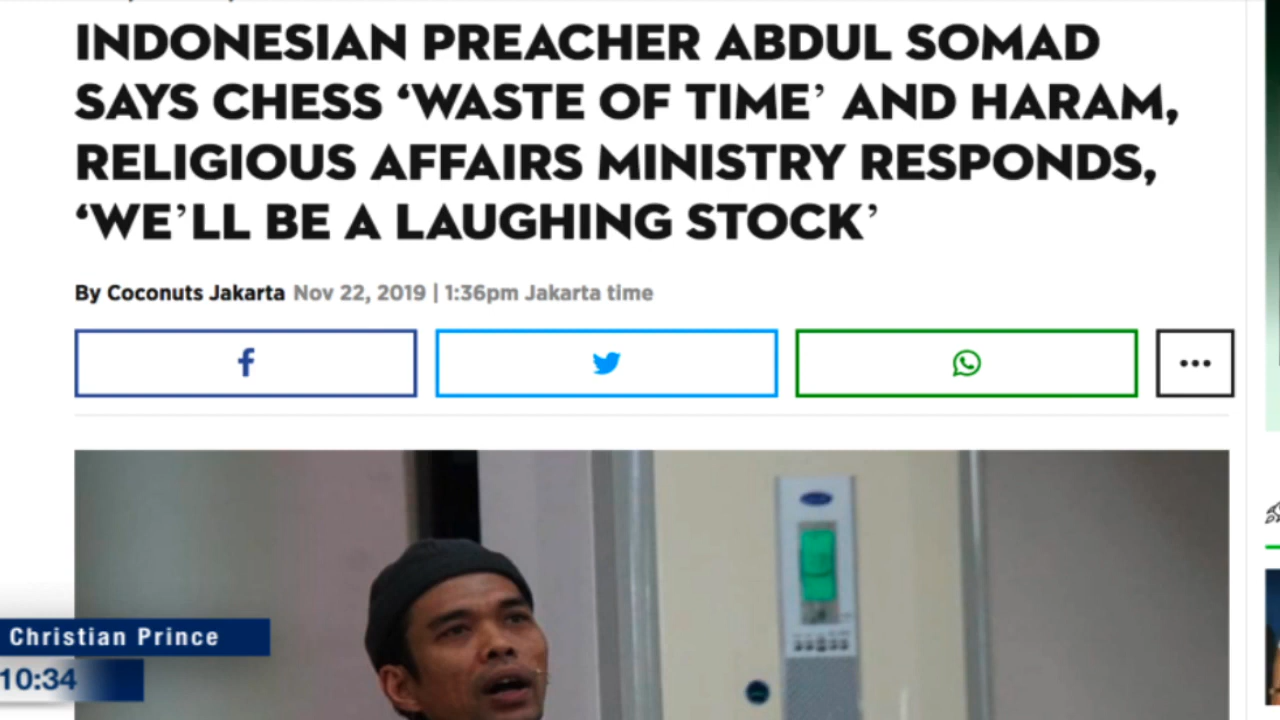 INDONESIAN PREACHER ABDUL SOMAD
SAYS CHESS ‘WASTE OF TIME’ AND HARAM,
RELIGIOUS AFFAIRS MINISTRY RESPONDS,
‘WE’LL BE A LAUGHING STOCK’
By Coconuts Jakarta Nov 22, 2019 | 1:36pm Jakarta time
Christian Prince
10:34